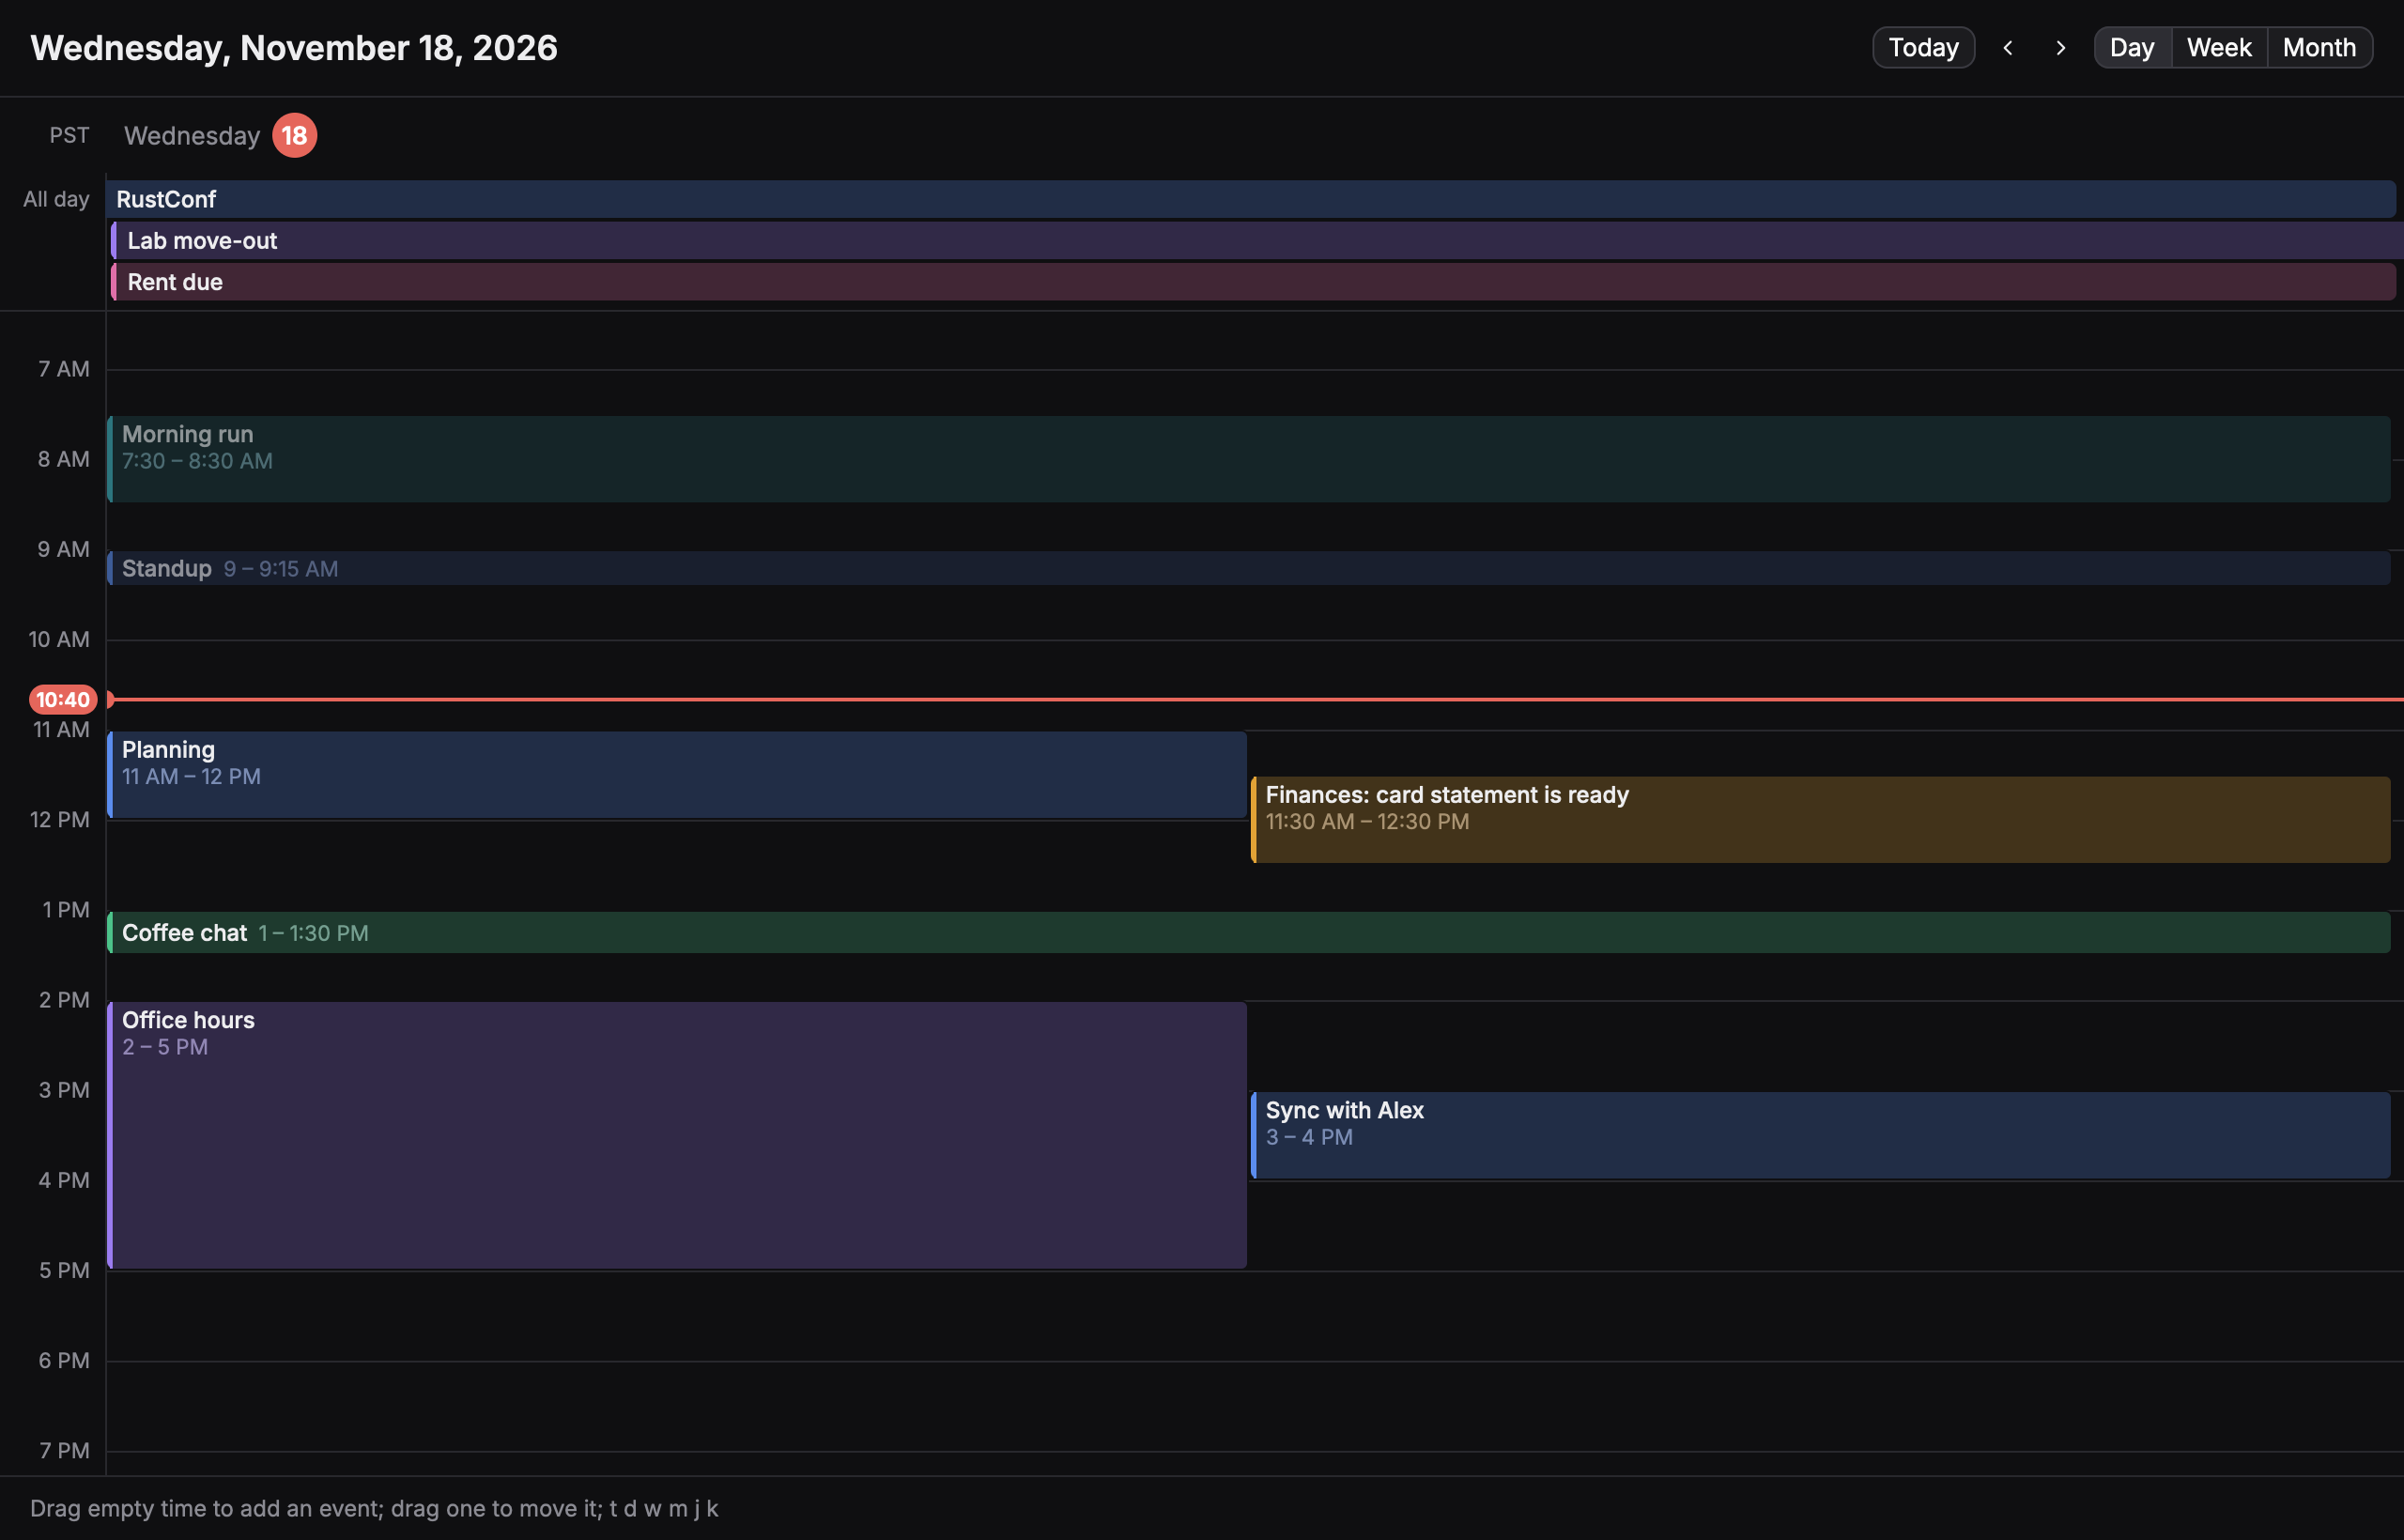 Wednesday, November 18, 2026
Today
Day
Week
Month
PST
Wednesday 18
All day
RustConf
Lab move-out
Rent due
7 AM
Morning run
7:30 – 8:30 AM
8 AM
9 AM
Standup 9 – 9:15 AM
10 AM
10:40
11 AM
Planning
11 AM – 12 PM
Finances: card statement is ready
11:30 AM – 12:30 PM
12 PM
1 PM
Coffee chat 1 – 1:30 PM
2 PM
Office hours
2 – 5 PM
3 PM
Sync with Alex
3 – 4 PM
4 PM
5 PM
6 PM
7 PM
Drag empty time to add an event; drag one to move it; t d w m j k